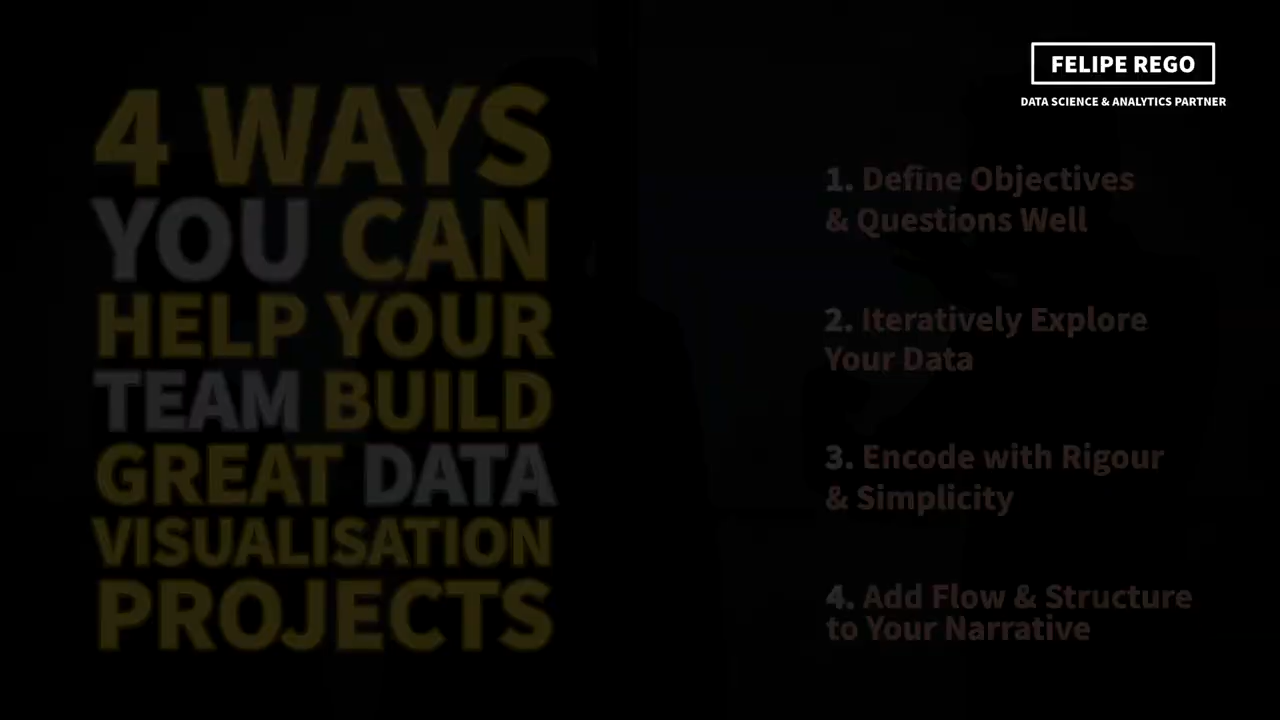 FELIPE REGO
DATA SCIENCE & ANALYTICS PARTNER
4 WAYS
YOU CAN
HELP YOUR
TEAM BUILD
GREAT DATA
VISUALISATION
PROJECTS
1. Define Objectives
& Questions Well
2. Iteratively Explore
Your Data
3. Encode with Rigour
& Simplicity
4. Add Flow & Structure
to Your Narrative